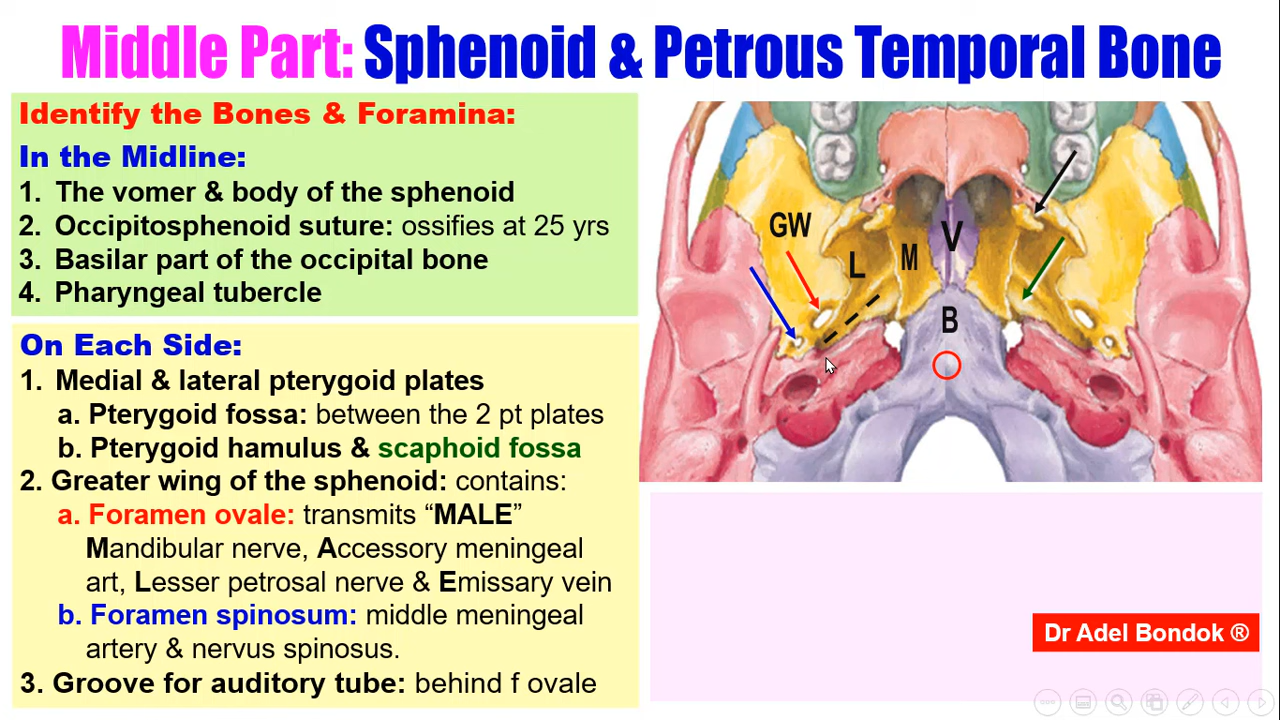 Middle Part: Sphenoid & Petrous Temporal Bone
Identify the Bones & Foramina:
In the Midline:
1. The vomer & body of the sphenoid
2. Occipitosphenoid suture: ossifies at 25 yrs
3. Basilar part of the occipital bone
4. Pharyngeal tubercle
On Each Side:
1. Medial & lateral pterygoid plates
a. Pterygoid fossa: between the 2 pt plates
b. Pterygoid hamulus & scaphoid fossa
2. Greater wing of the sphenoid: contains:
a. Foramen ovale: transmits “MALE”
Mandibular nerve, Accessory meningeal
art, Lesser petrosal nerve & Emissary vein
b. Foramen spinosum: middle meningeal
artery & nervus spinosus.
3. Groove for auditory tube: behind f ovale
GW
L
M
V
B
Dr Adel Bondok ®